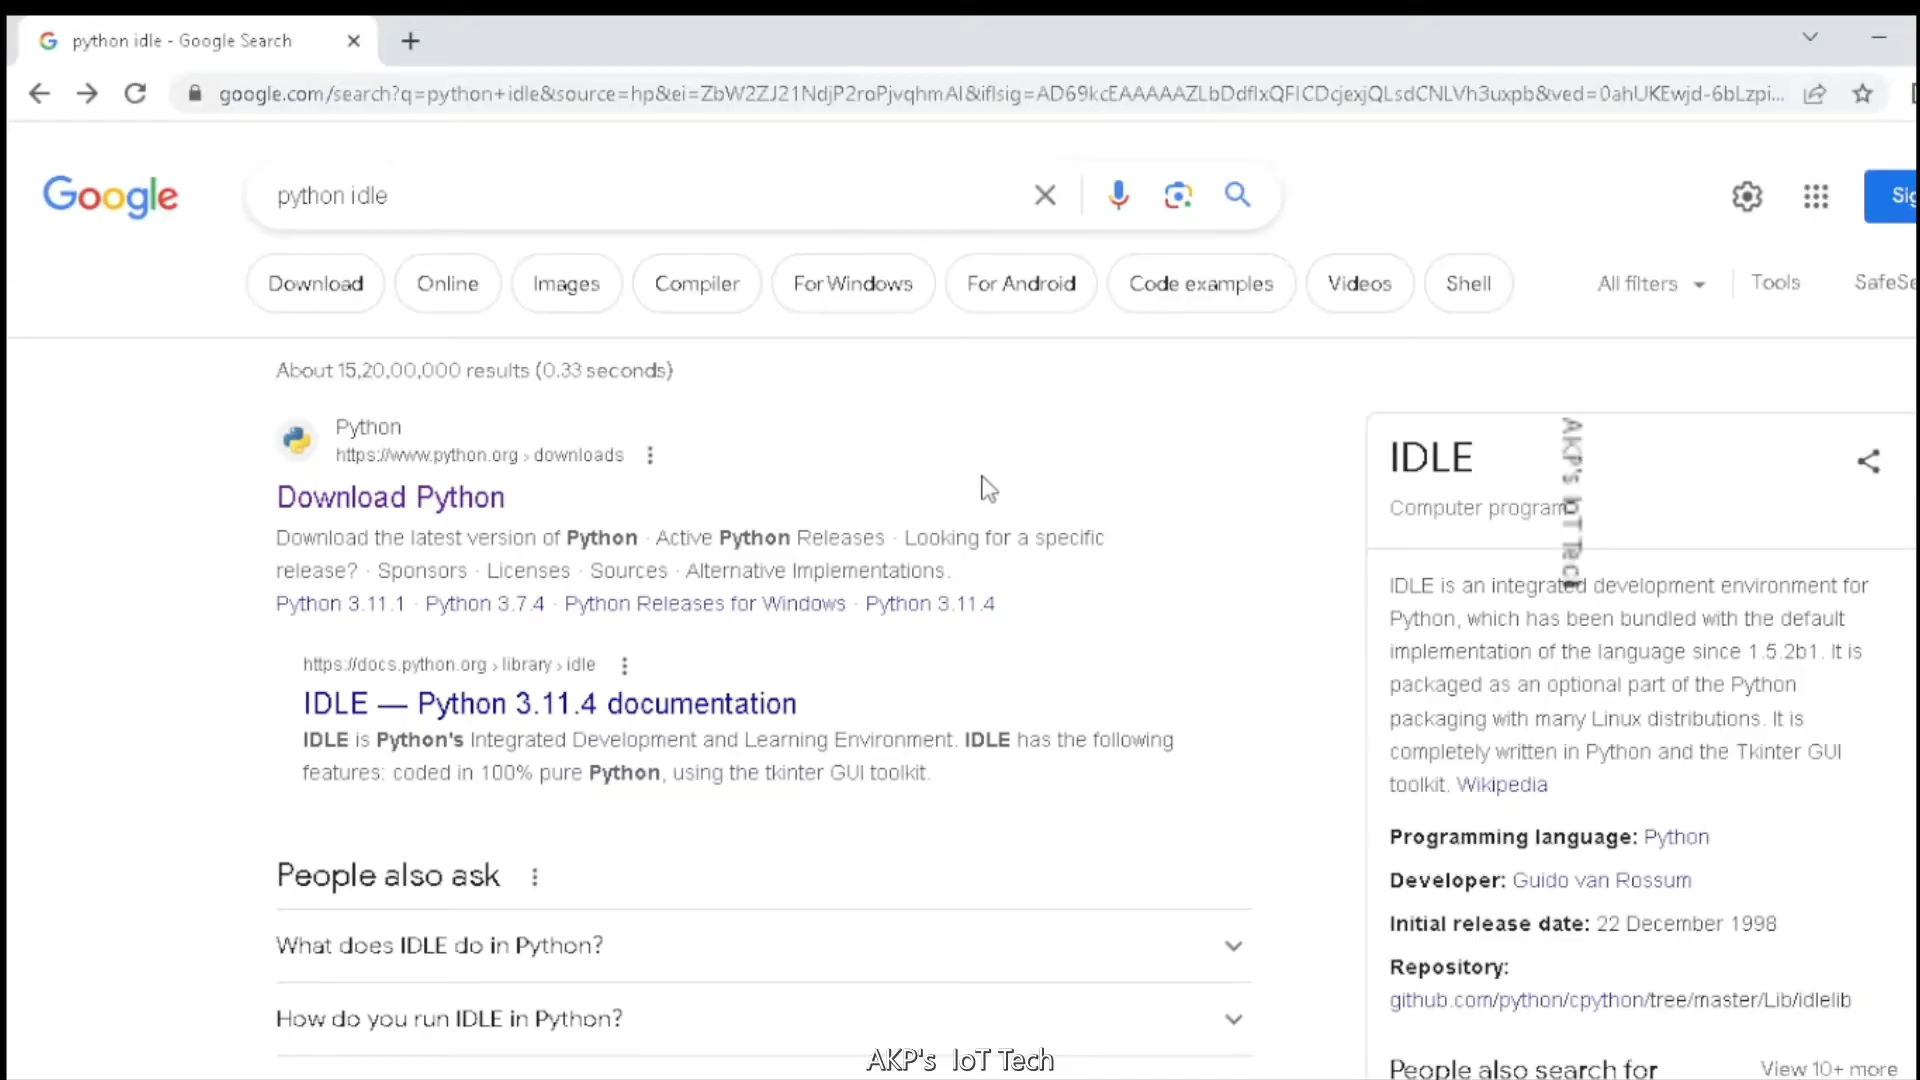 python idle - Google Search
google.com/search?q=python+idle&source=hp&ei=ZbW2ZJ21NdjP2roPjvqhmAI&iflsig=AD69kcEAAAAAZLbDdflxQFICDcjexjQLsdCNLVh3uxpb&ved=0ahUKEwjd-6bLzpi...
Google
python idle
Sig
Download
Online
Images
Compiler
For Windows
For Android
Code examples
Videos
Shell
All filters
Tools
SafeSe
About 15,20,00,000 results (0.33 seconds)
Python
https://www.python.org › downloads
Download Python
Download the latest version of Python · Active Python Releases · Looking for a specific
release? · Sponsors · Licenses · Sources · Alternative Implementations.
Python 3.11.1 · Python 3.7.4 · Python Releases for Windows · Python 3.11.4
https://docs.python.org › library › idle
IDLE — Python 3.11.4 documentation
IDLE is Python's Integrated Development and Learning Environment. IDLE has the following
features: coded in 100% pure Python, using the tkinter GUI toolkit.
People also ask
What does IDLE do in Python?
How do you run IDLE in Python?
IDLE
Computer program
AKP's IoT Tech
IDLE is an integrated development environment for
Python, which has been bundled with the default
implementation of the language since 1.5.2b1. It is
packaged as an optional part of the Python
packaging with many Linux distributions. It is
completely written in Python and the Tkinter GUI
toolkit. Wikipedia
Programming language: Python
Developer: Guido van Rossum
Initial release date: 22 December 1998
Repository:
github.com/python/cpython/tree/master/Lib/idlelib
People also search for
View 10+ more
AKP's IoT Tech